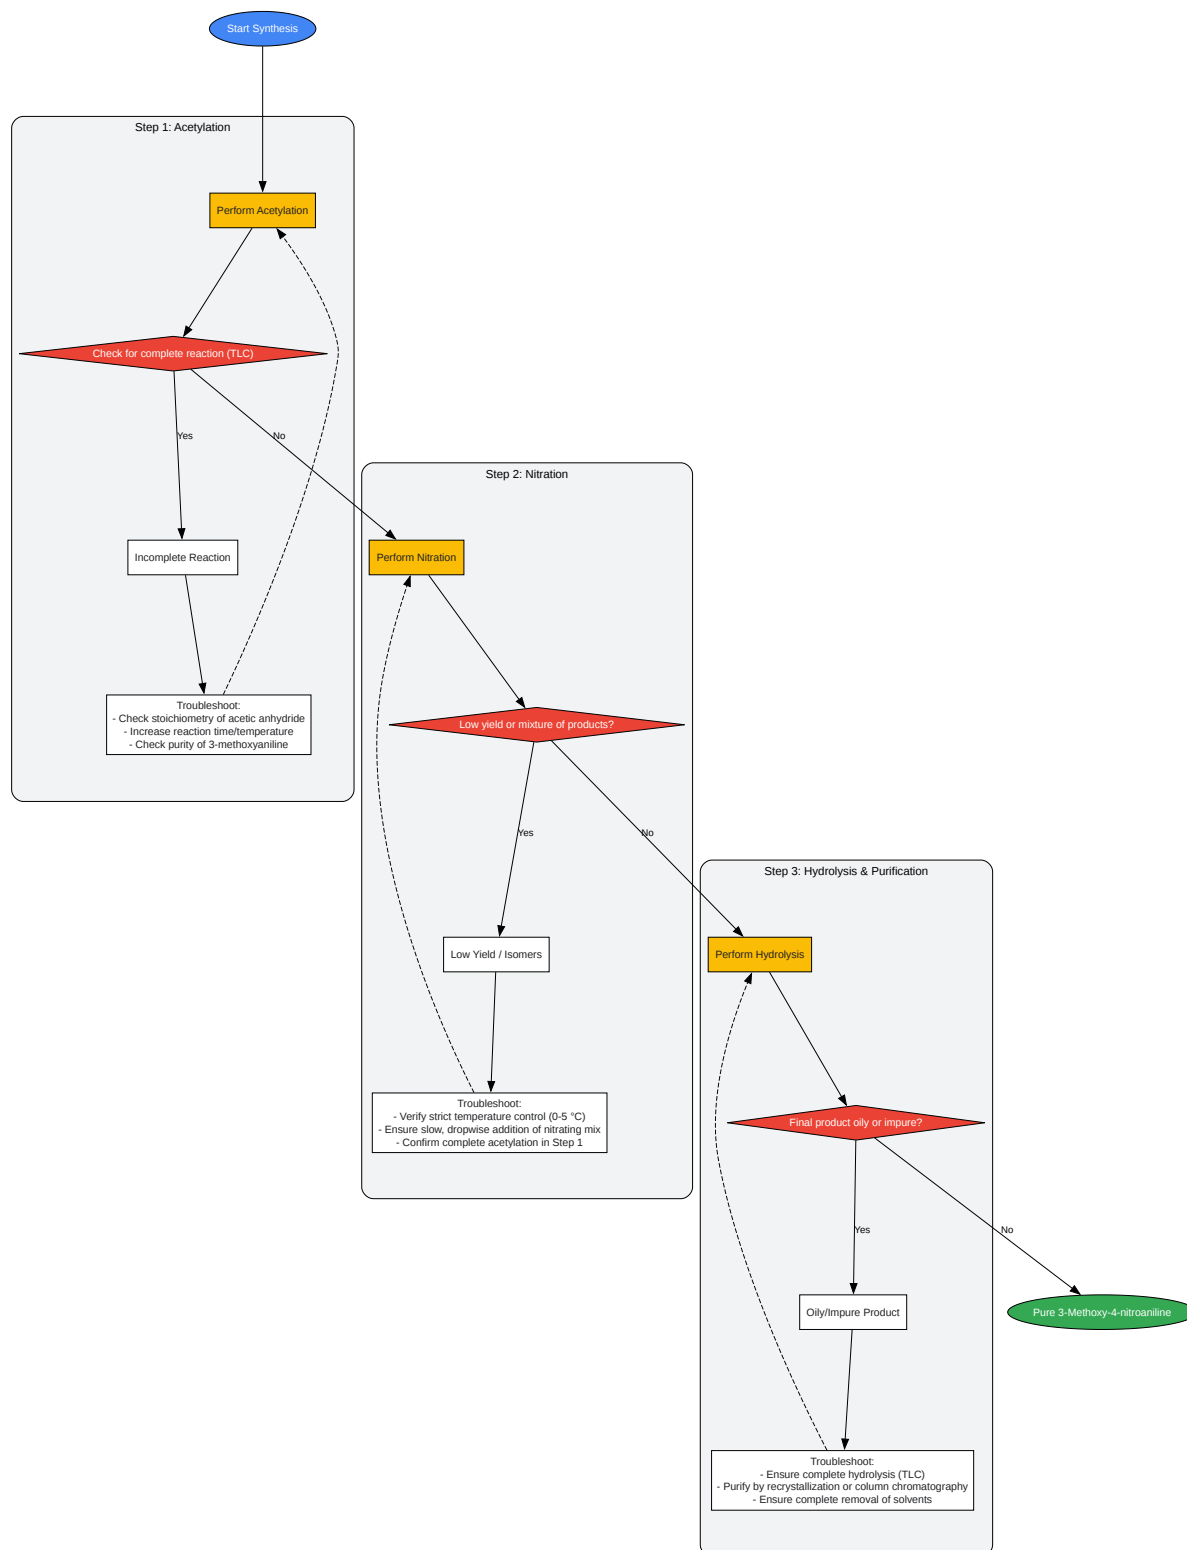 Start Synthesis
Step 1: Acetylation
Perform Acetylation
Check for complete reaction (TLC)
Yes
No
Incomplete Reaction
Troubleshoot:
- Check stoichiometry of acetic anhydride
- Increase reaction time/temperature
- Check purity of 3-methoxyaniline
Step 2: Nitration
Perform Nitration
Low yield or mixture of products?
Yes
No
Low Yield / Isomers
Troubleshoot:
- Verify strict temperature control (0-5 °C)
- Ensure slow, dropwise addition of nitrating mix
- Confirm complete acetylation in Step 1
Step 3: Hydrolysis & Purification
Perform Hydrolysis
Final product oily or impure?
Yes
No
Oily/Impure Product
Pure 3-Methoxy-4-nitroaniline
Troubleshoot:
- Ensure complete hydrolysis (TLC)
- Purify by recrystallization or column chromatography
- Ensure complete removal of solvents